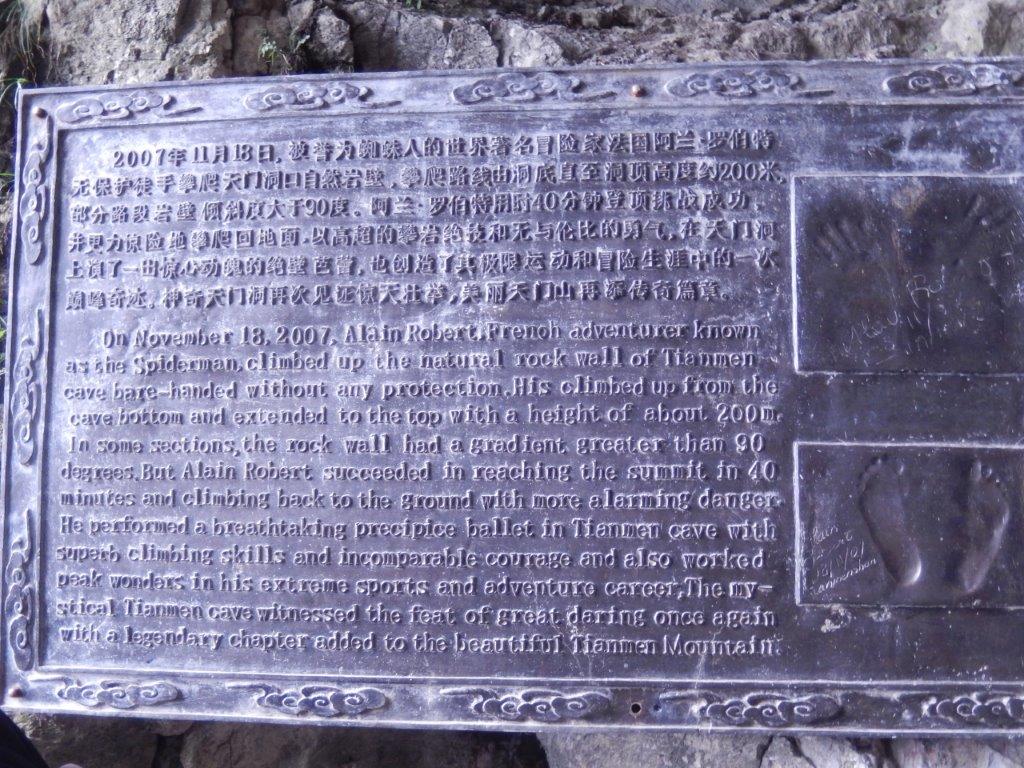 2007年11月18日,被誉为蜘蛛人的世界著名冒险家法国阿兰·罗伯特
无保护徒手攀爬天门洞口自然岩壁,攀爬路线由洞底直至洞顶高度约200米,
部分路段岩壁倾斜度大于90度。阿兰·罗伯特用时40分钟登顶挑战成功,
并更为惊险地攀爬回地面。以高超的攀岩绝技和无与伦比的勇气,在天门洞
上演了一出惊心动魄的绝壁芭蕾,也创造了其极限运动和冒险生涯中的一次
巅峰奇迹,神奇天门洞再次见证惊天壮举,美丽天门山再添传奇篇章。
On November 18, 2007, Alain Robert,French adventurer known
as the Spiderman,climbed up the natural rock wall of Tianmen
cave bare-handed without any protection.His climbed up from the
cave bottom and extended to the top with a height of about 200m.
In some sections,the rock wall had a gradient greater than 90
degrees.But Alain Robert succeeded in reaching the summit in 40
minutes and climbing back to the ground with more alarming danger.
He performed a breathtaking precipice ballet in Tianmen cave with
superb climbing skills and incomparable courage and also worked
peak wonders in his extreme sports and adventure career,The my-
stical Tianmen cave witnessed the feat of great daring once again
with a legendary chapter added to the beautiful Tianmen Mountain.